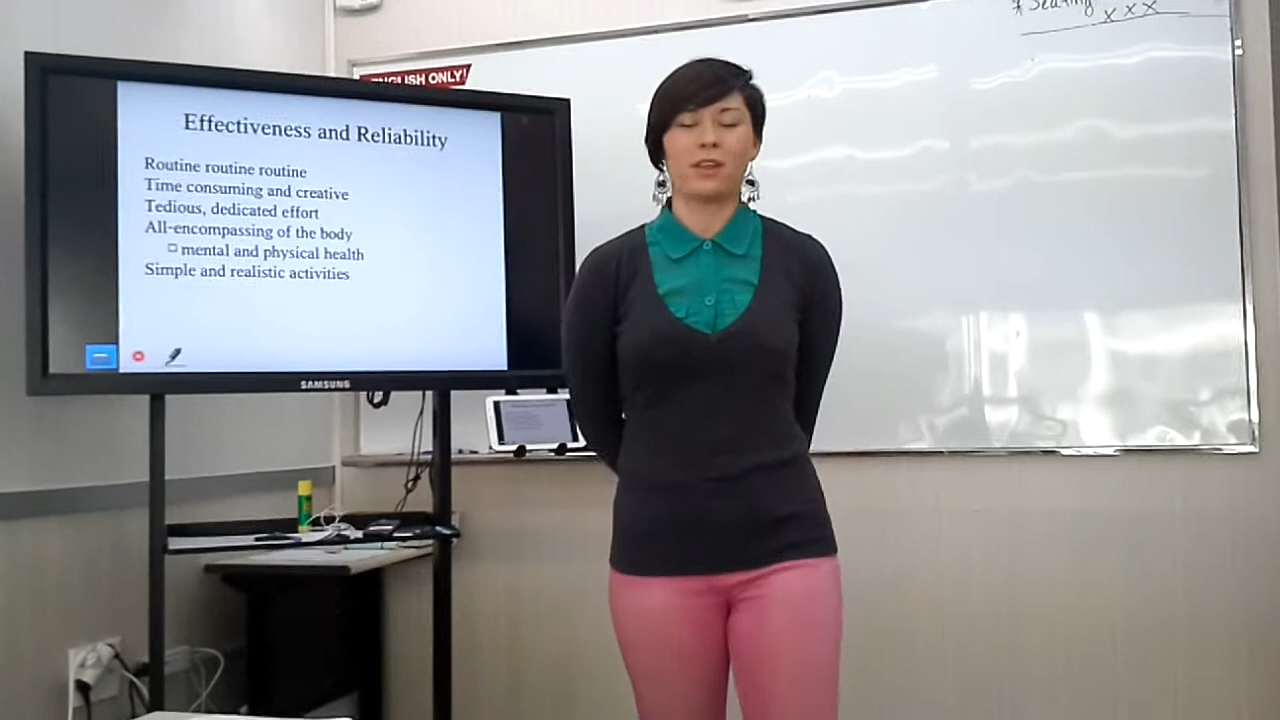 * Seating
x x x
ENGLISH ONLY!
Effectiveness and Reliability
Routine routine routine
Time consuming and creative
Tedious, dedicated effort
All-encompassing of the body
□ mental and physical health
Simple and realistic activities
SAMSUNG